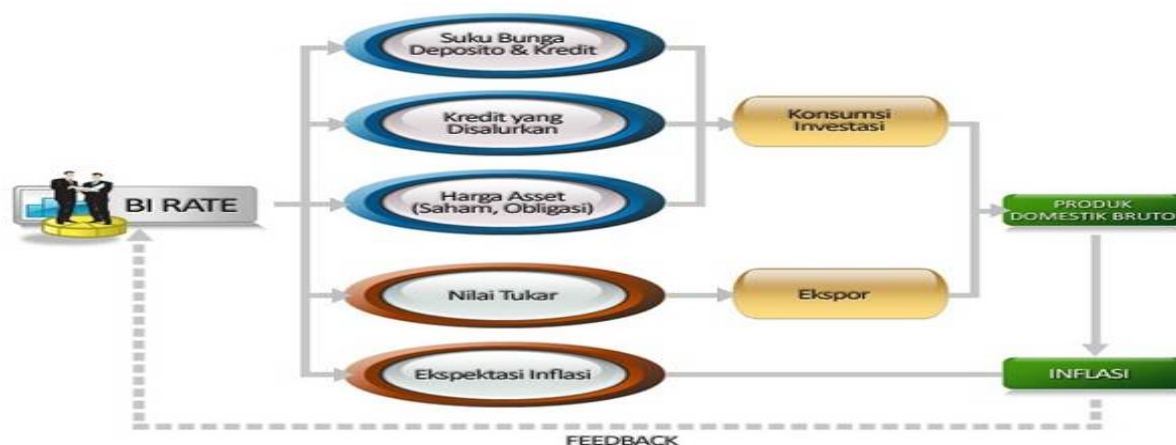 Suku Bunga
Deposito & Kredit
Kredit yang
Disalurkan
Konsumsi
Investasi
BI RATE
Harga Asset
(Saham, Obligasi)
PRODUK
DOMESTIK BRUTO
Nilai Tukar
Ekspor
Ekspektasi Inflasi
INFLASI
FEEDBACK